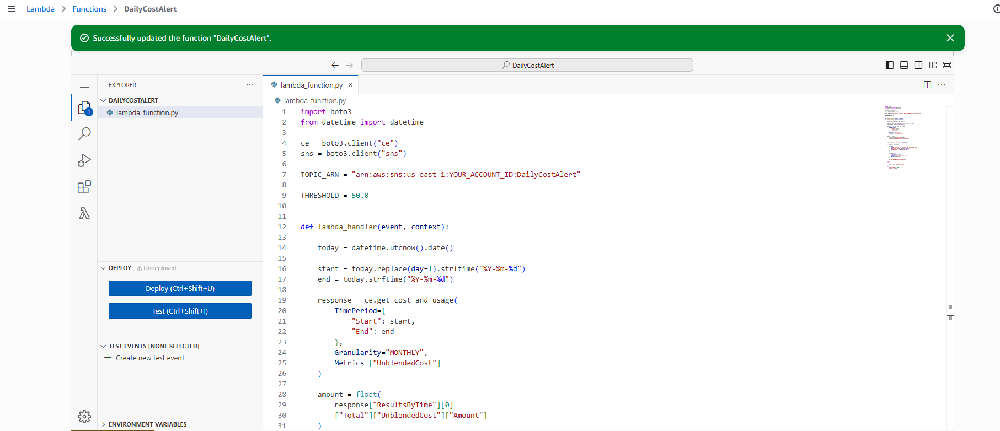 Lambda > Functions > DailyCostAlert
Successfully updated the function "DailyCostAlert".
DailyCostAlert
EXPLORER
DAILYCOSTALERT
lambda_function.py
1
DEPLOY Undeployed
Deploy (Ctrl+Shift+U)
Test (Ctrl+Shift+I)
TEST EVENTS [NONE SELECTED]
Create new test event
ENVIRONMENT VARIABLES
lambda_function.py
lambda_function.py
1 import boto3
2 from datetime import datetime
3
4 ce = boto3.client("ce")
5 sns = boto3.client("sns")
6
7 TOPIC_ARN = "arn:aws:sns:us-east-1:YOUR_ACCOUNT_ID:DailyCostAlert"
8
9 THRESHOLD = 50.0
10
11
12 def lambda_handler(event, context):
13
14     today = datetime.utcnow().date()
15
16     start = today.replace(day=1).strftime("%Y-%m-%d")
17     end = today.strftime("%Y-%m-%d")
18
19     response = ce.get_cost_and_usage(
20         TimePeriod={
21             "Start": start,
22             "End": end
23         },
24         Granularity="MONTHLY",
25         Metrics=["UnblendedCost"]
26     )
27
28     amount = float(
29         response["ResultsByTime"][0]
30         ["Total"]["UnblendedCost"]["Amount"]
31     )